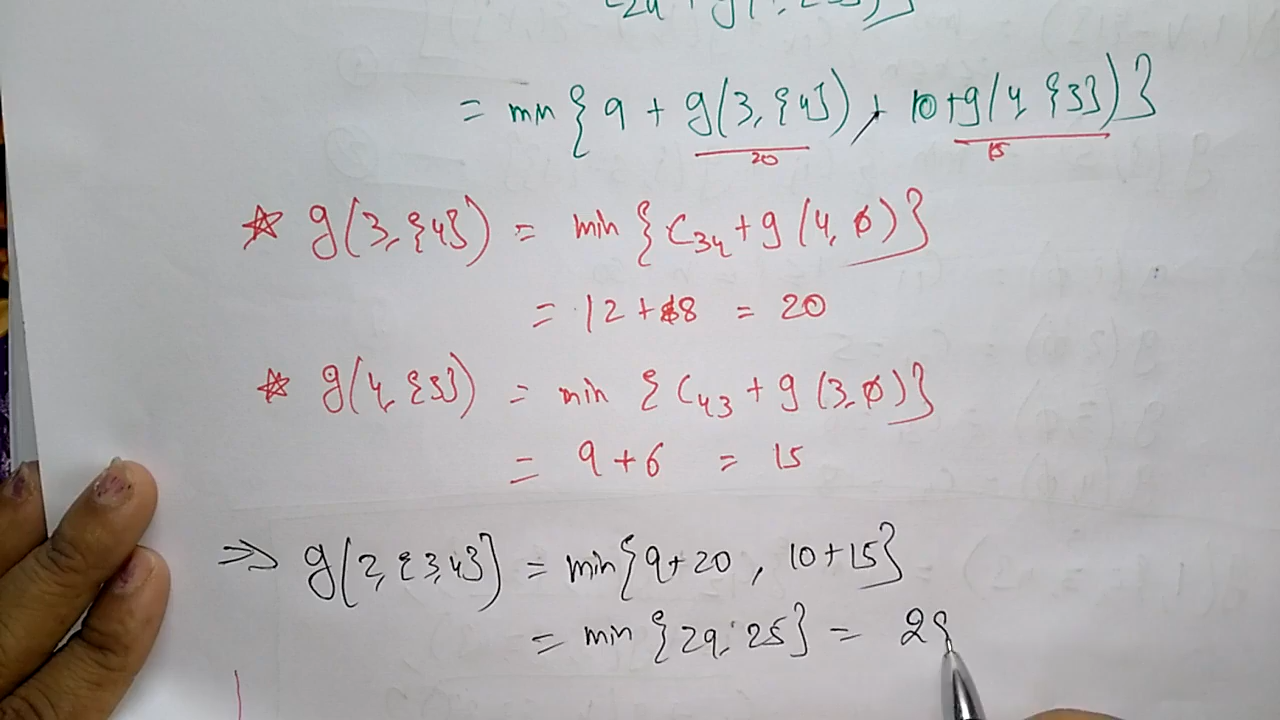 = min { 9 + g(3, {4}) , 10 + g(4, {3}) }
20 15
☆ g(3, {4}) = min { C34 + g(4, ϕ) }
= 12 + 8 = 20
☆ g(4, {3}) = min { C43 + g(3, ϕ) }
= 9 + 6 = 15
⇒ g(2, {3,4}) = min { 9+20 , 10+15 }
= min { 29, 25 } = 25